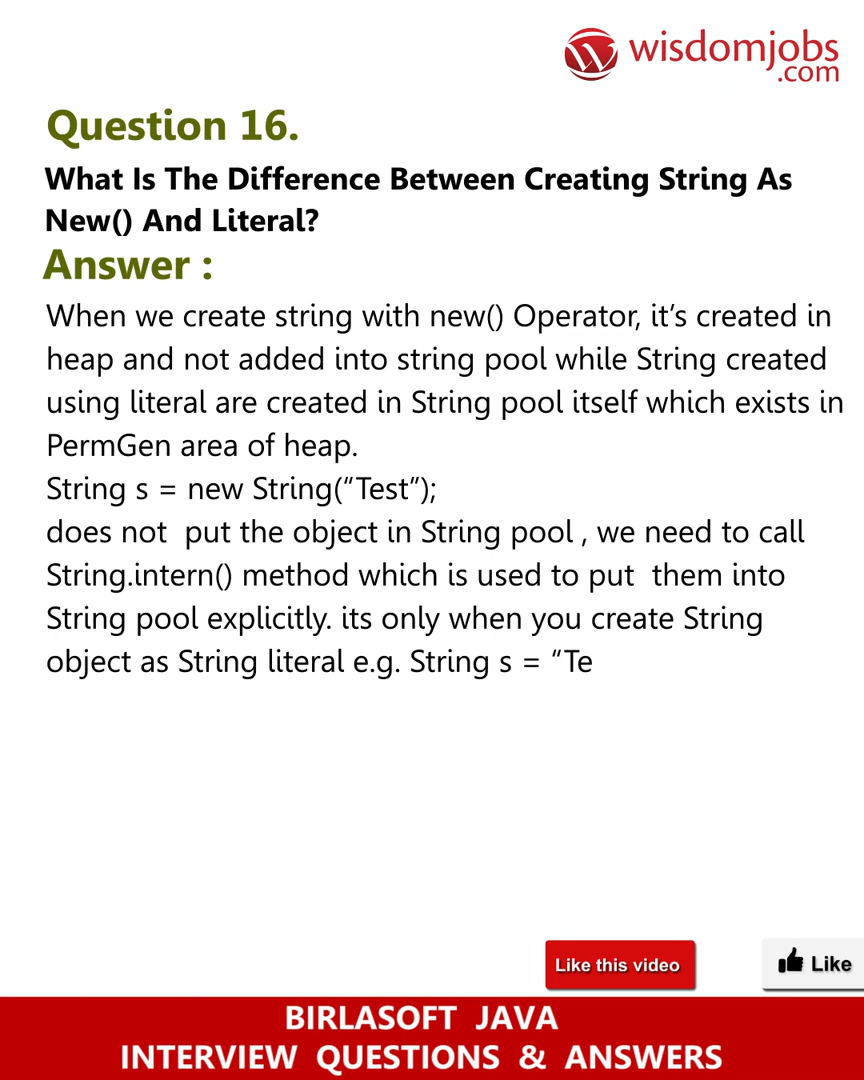 wisdomjobs
.com
Question 16.
What Is The Difference Between Creating String As
New() And Literal?
Answer :
When we create string with new() Operator, it’s created in
heap and not added into string pool while String created
using literal are created in String pool itself which exists in
PermGen area of heap.
String s = new String(“Test”);
does not  put the object in String pool , we need to call
String.intern() method which is used to put  them into
String pool explicitly. its only when you create String
object as String literal e.g. String s = “Te
Like this video
Like
BIRLASOFT JAVA
INTERVIEW QUESTIONS & ANSWERS